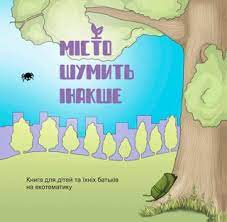 МІСТО
ШУМИТЬ
ІНАКШЕ
Книга для дітей та їхніх батьків
на екотематику